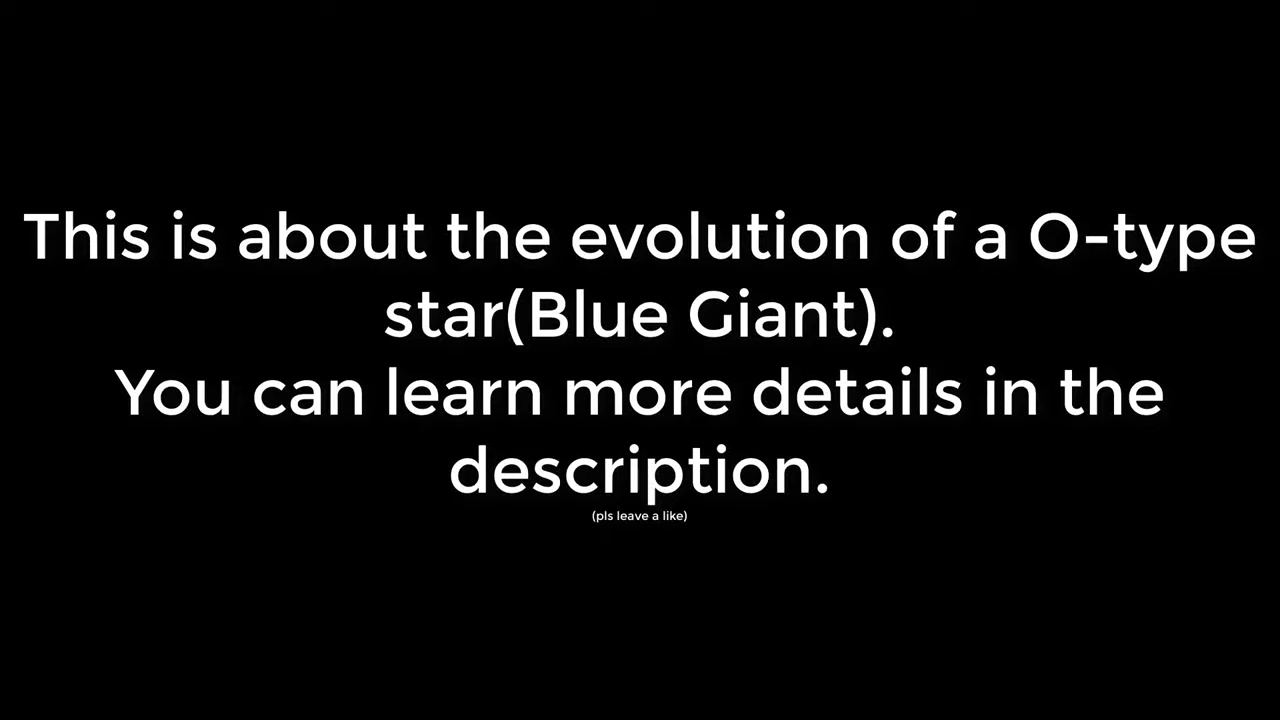 This is about the evolution of a O-type
star(Blue Giant).
You can learn more details in the
description.
(pls leave a like)